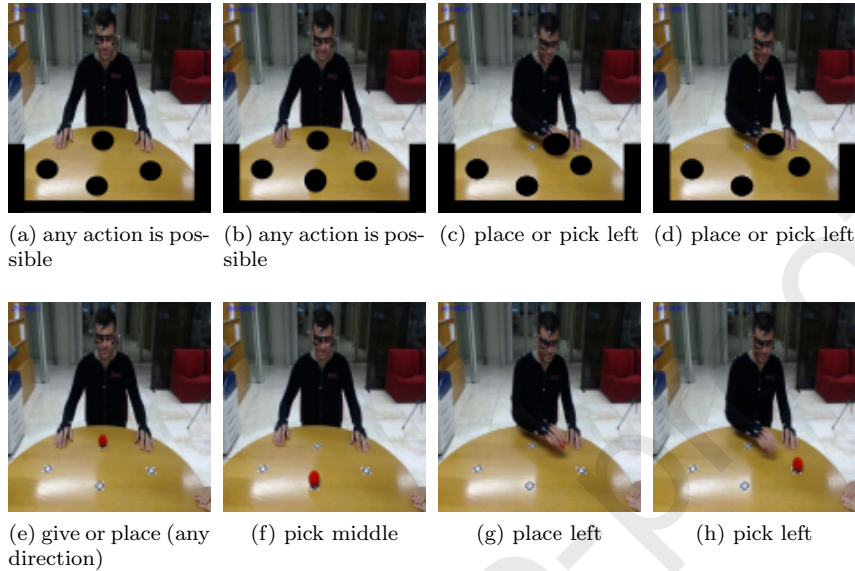 (a) any action is pos- (b) any action is pos- (c) place or pick left (d) place or pick left
sible sible
(e) give or place (any (f) pick middle (g) place left (h) pick left
direction)